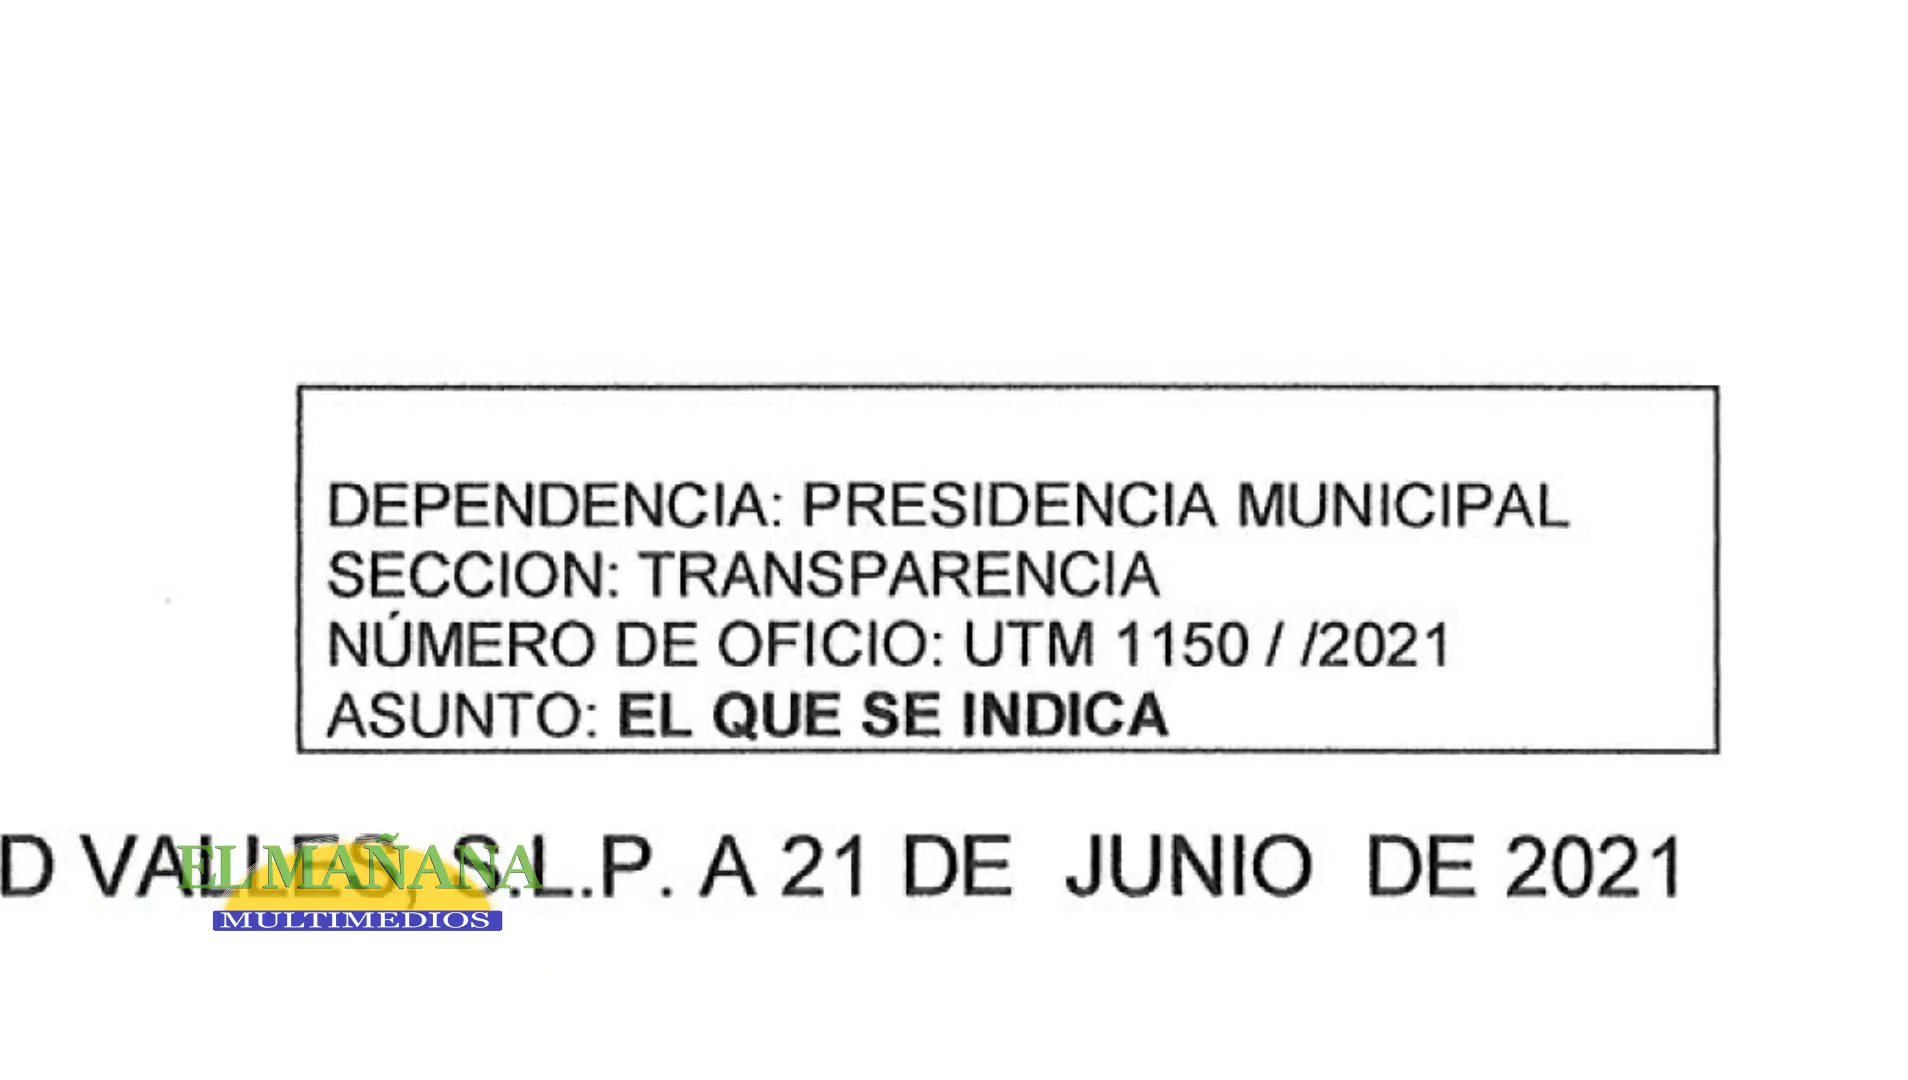 DEPENDENCIA: PRESIDENCIA MUNICIPAL
SECCION: TRANSPARENCIA
NÚMERO DE OFICIO: UTM 1150 / /2021
ASUNTO: EL QUE SE INDICA
D VALLES, S.L.P. A 21 DE JUNIO DE 2021
EL MAÑANA
MULTIMEDIOS